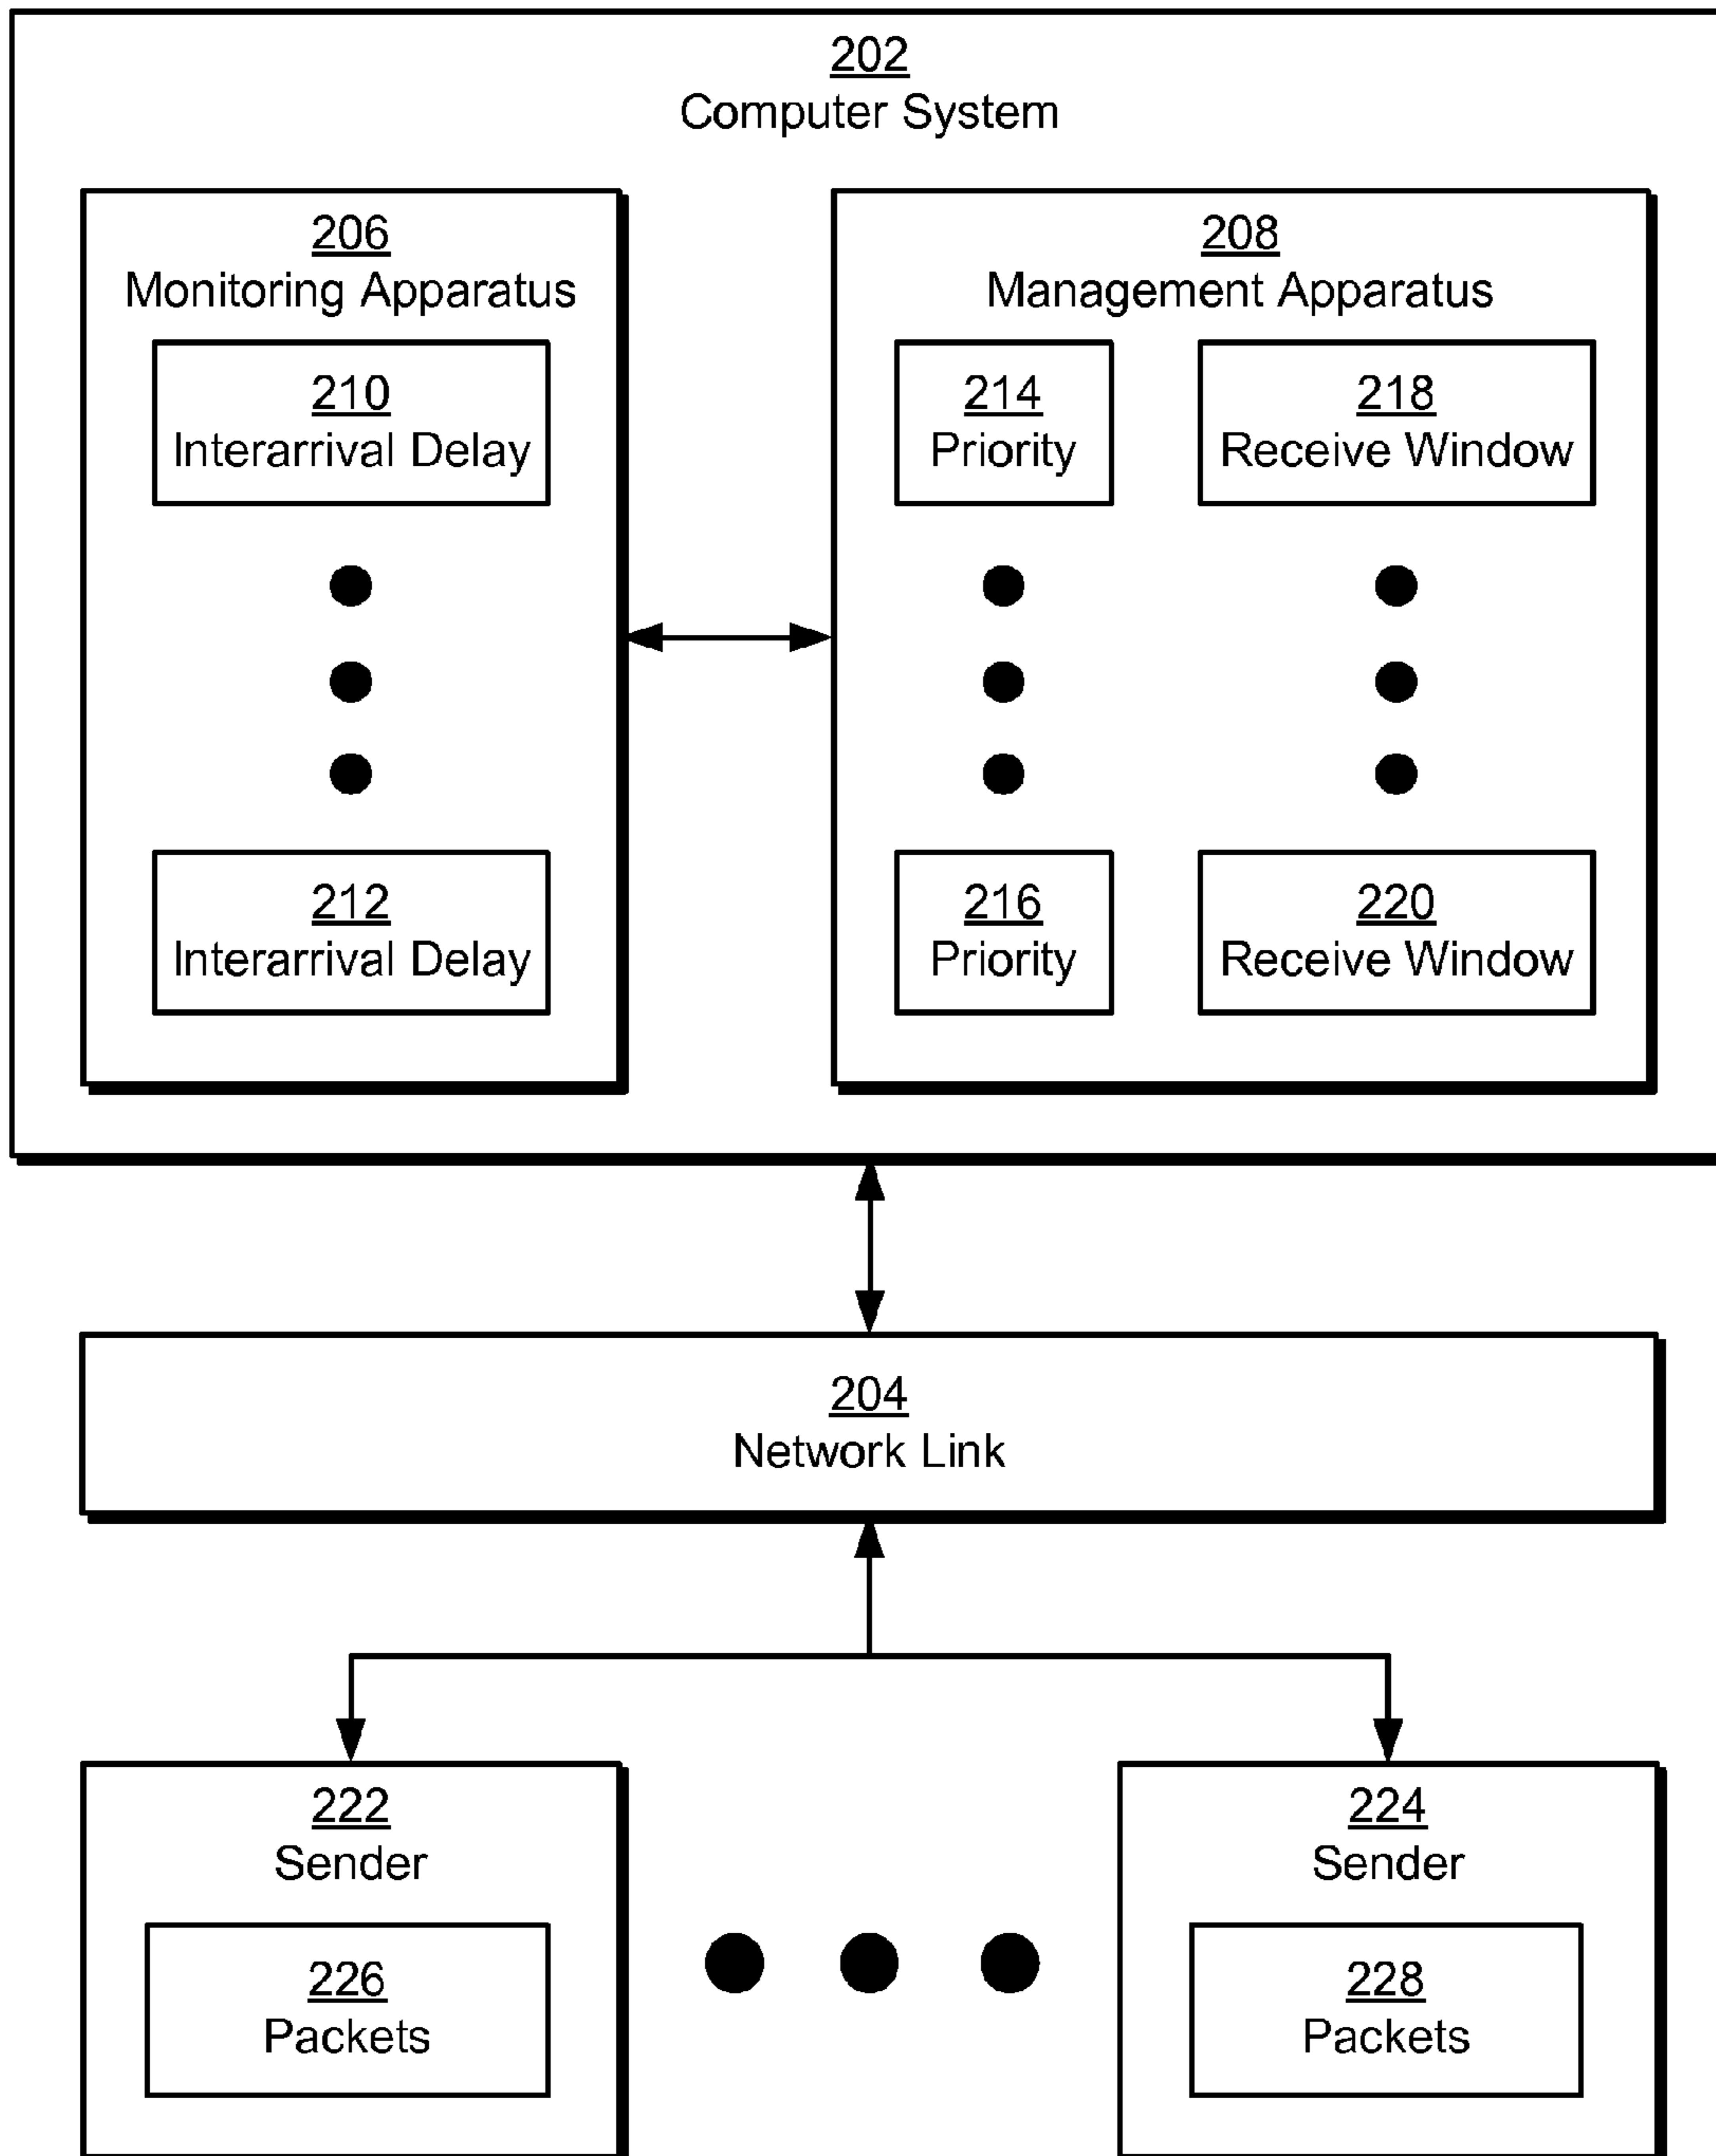 202
Computer System
206
Monitoring Apparatus
210
Interarrival Delay
212
Interarrival Delay
208
Management Apparatus
214
Priority
218
Receive Window
216
Priority
220
Receive Window
204
Network Link
222
Sender
226
Packets
224
Sender
228
Packets